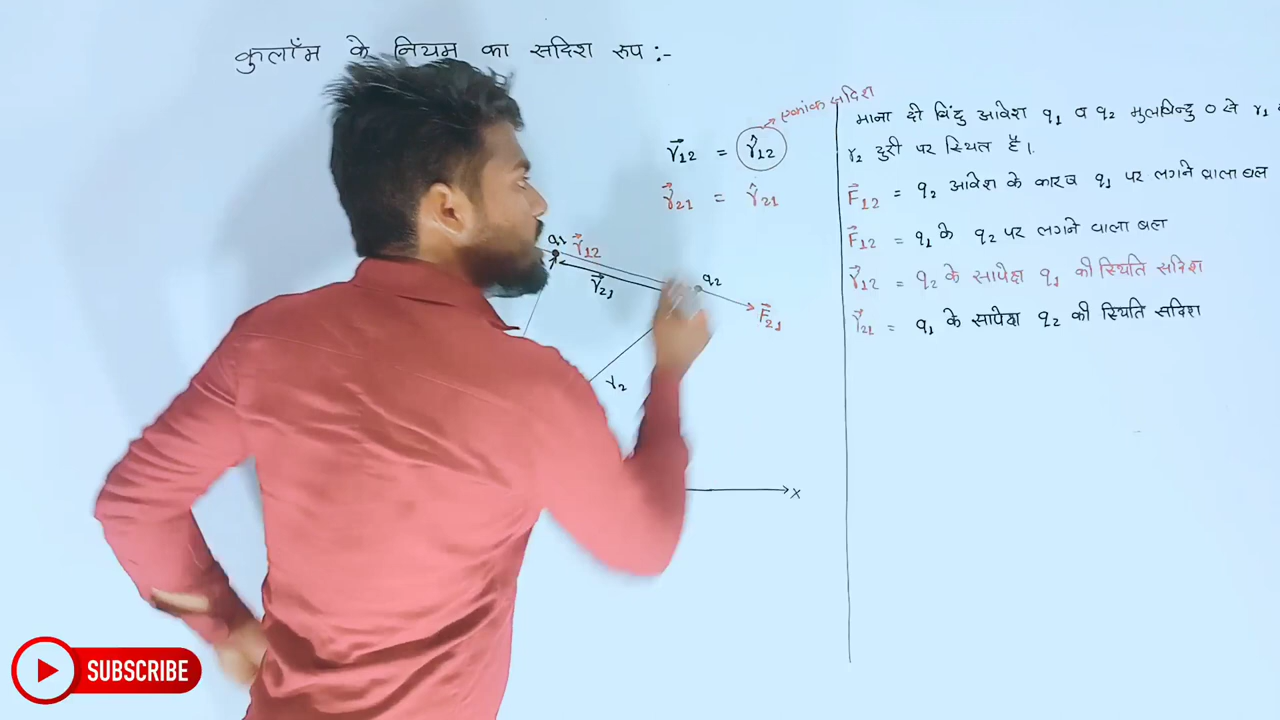 कुलाँम के नियम का सदिश रुप :-
सदिश
r⃗12 = r̂12
r⃗21 = r̂21
q1 r⃗12
r⃗21
q2
F⃗21
r2
x
माना दो बिंदु आवेश q1 व q2 मुलबिन्दु 0 से r1
r2 दुरी पर स्थित है।
F⃗12 = q2 आवेश के कारण q1 पर लगने वाला बल
F⃗12 = q1 के q2 पर लगने वाला बल
r⃗12 = q2 के सापेक्ष q1 की स्थिति सदिश
r⃗21 = q1 के सापेक्ष q2 की स्थिति सदिश
SUBSCRIBE